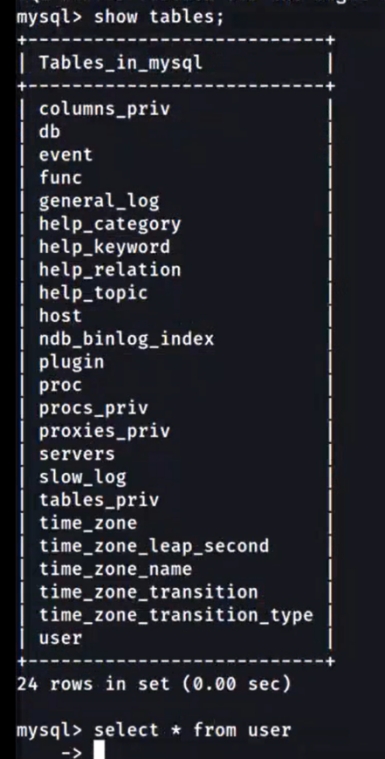 mysql> show tables;
+---------------------------+
| Tables_in_mysql           |
+---------------------------+
| columns_priv              |
| db                        |
| event                     |
| func                      |
| general_log               |
| help_category             |
| help_keyword              |
| help_relation             |
| help_topic                |
| host                      |
| ndb_binlog_index          |
| plugin                    |
| proc                      |
| procs_priv                |
| proxies_priv              |
| servers                   |
| slow_log                  |
| tables_priv               |
| time_zone                 |
| time_zone_leap_second     |
| time_zone_name            |
| time_zone_transition      |
| time_zone_transition_type |
| user                      |
+---------------------------+
24 rows in set (0.00 sec)
mysql> select * from user
    ->